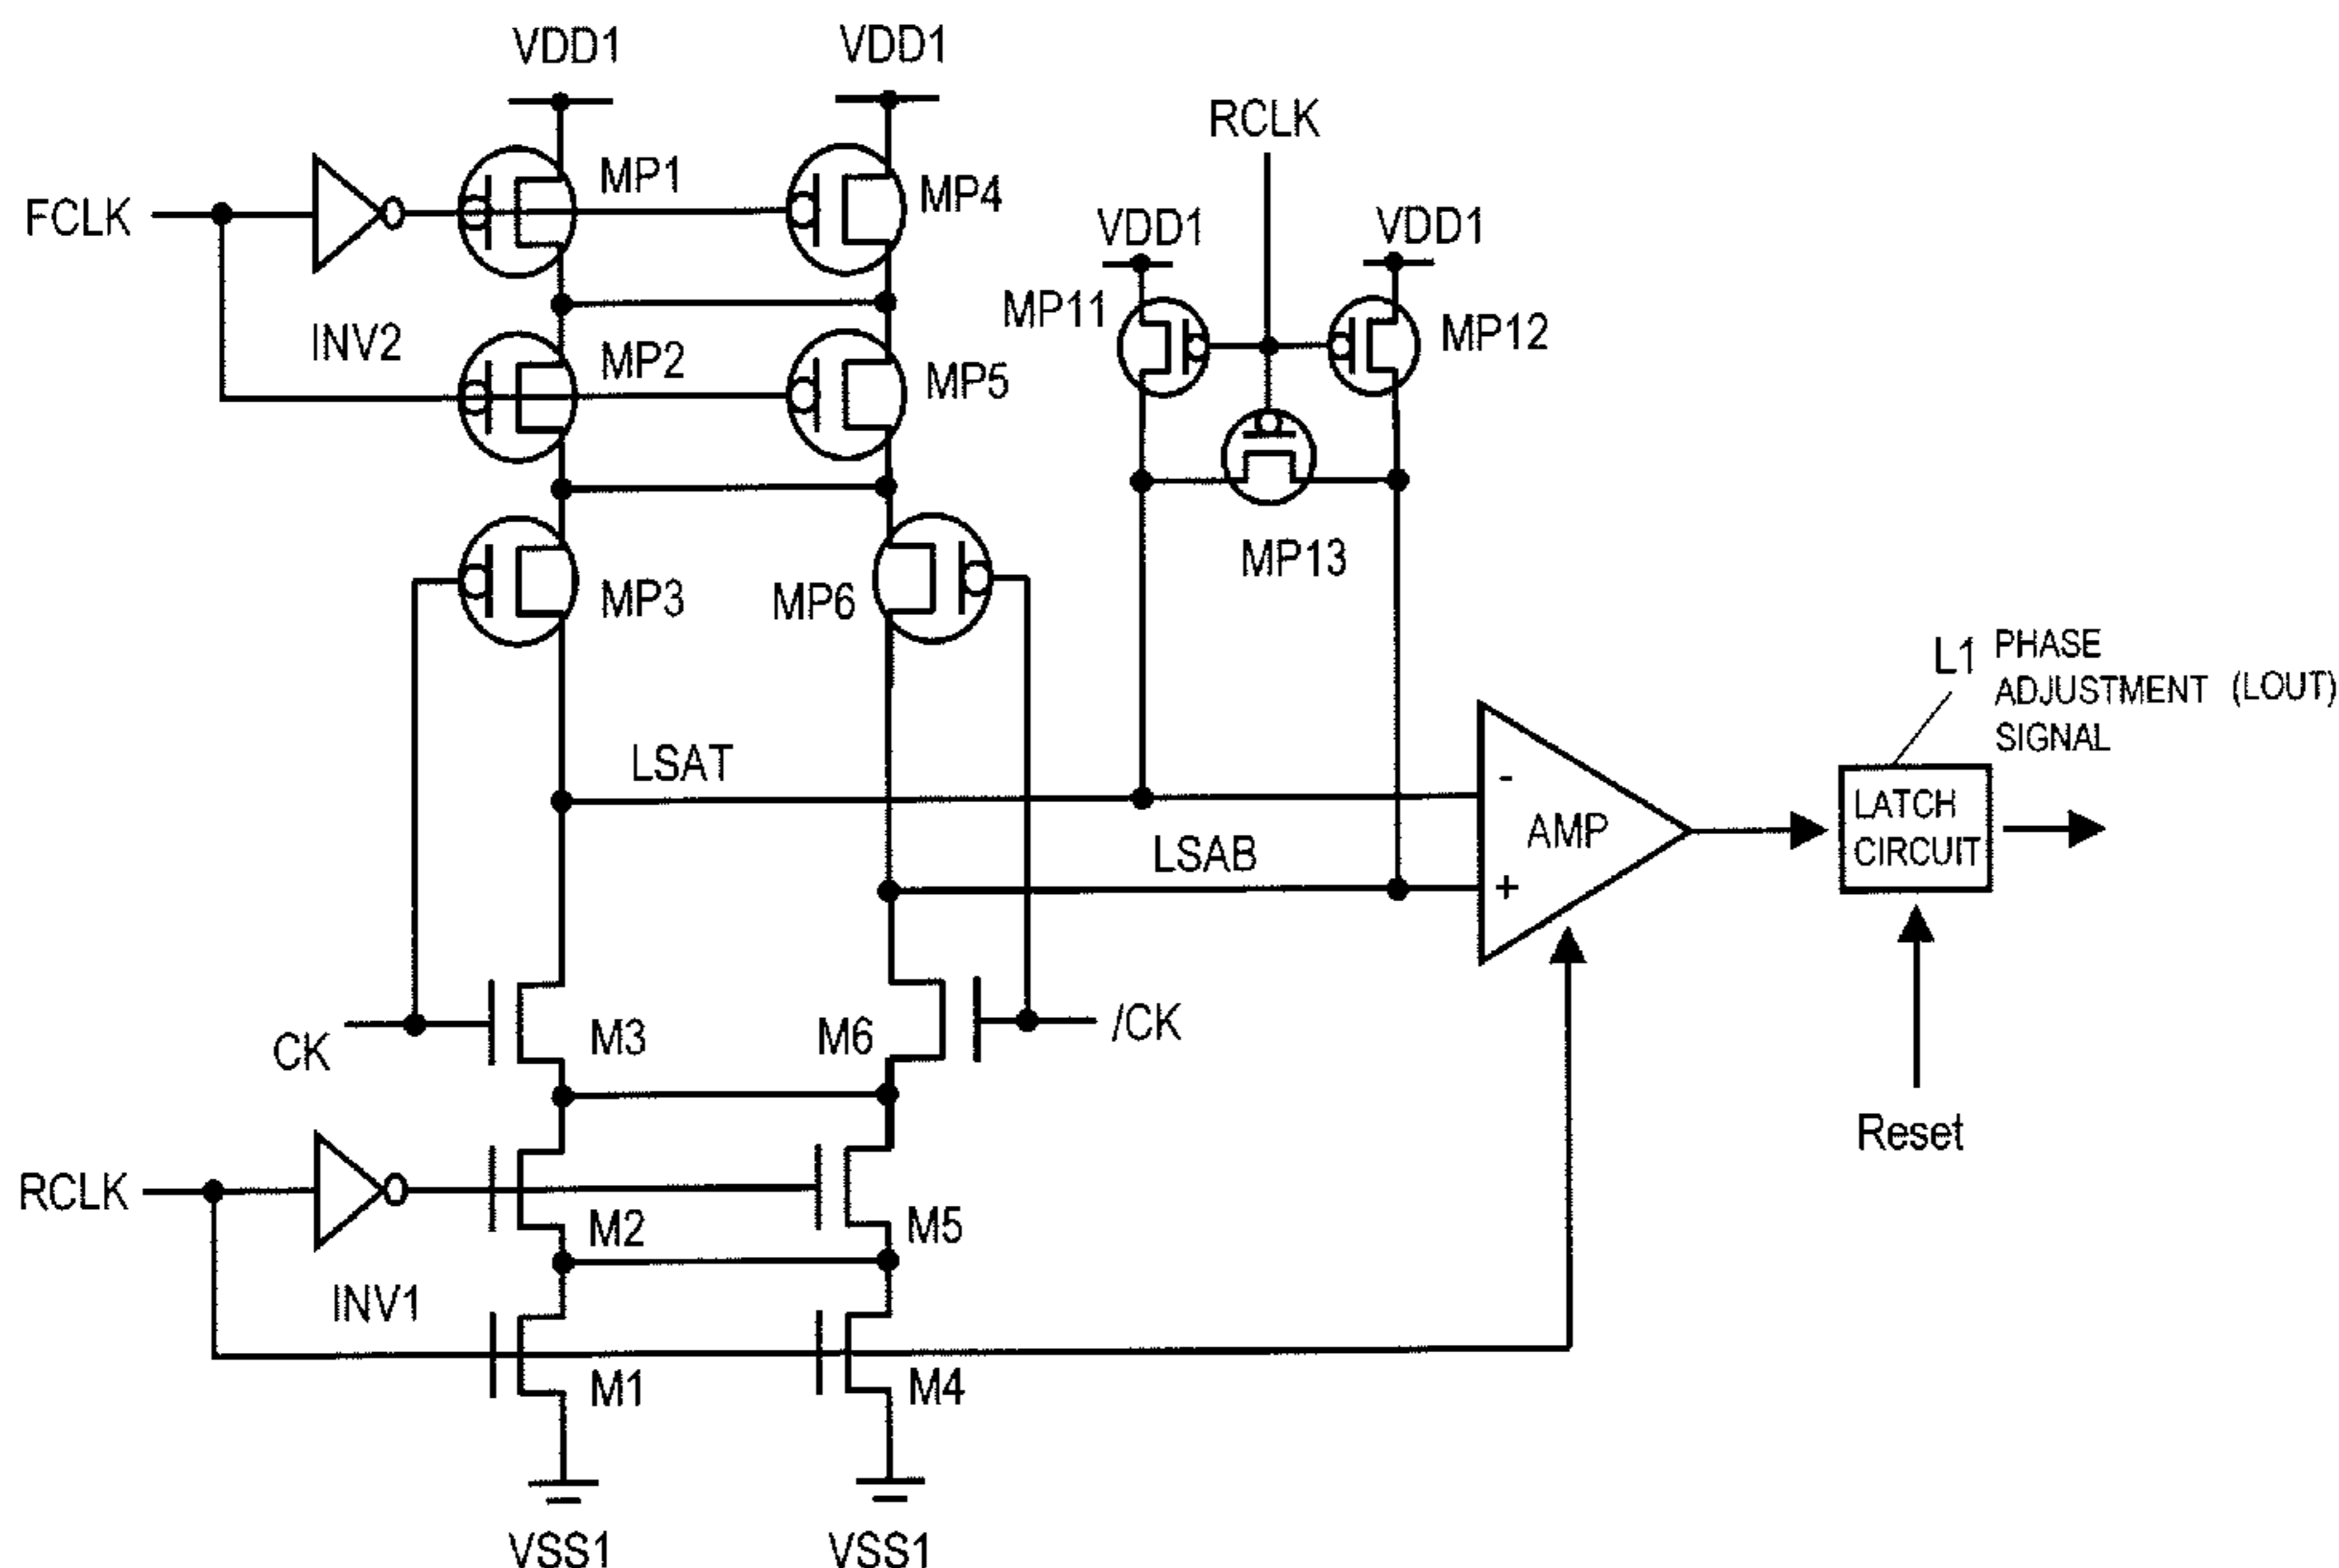 VDD1
VDD1
RCLK
FCLK
MP1
MP4
VDD1
VDD1
INV2
MP2
MP5
MP11
MP12
MP3
MP6
MP13
LSAT
LSAB
-
+
AMP
L1
PHASE
ADJUSTMENT (LOUT)
SIGNAL
LATCH
CIRCUIT
CK
M3
M6
/CK
Reset
RCLK
M2
M5
INV1
M1
M4
VSS1
VSS1